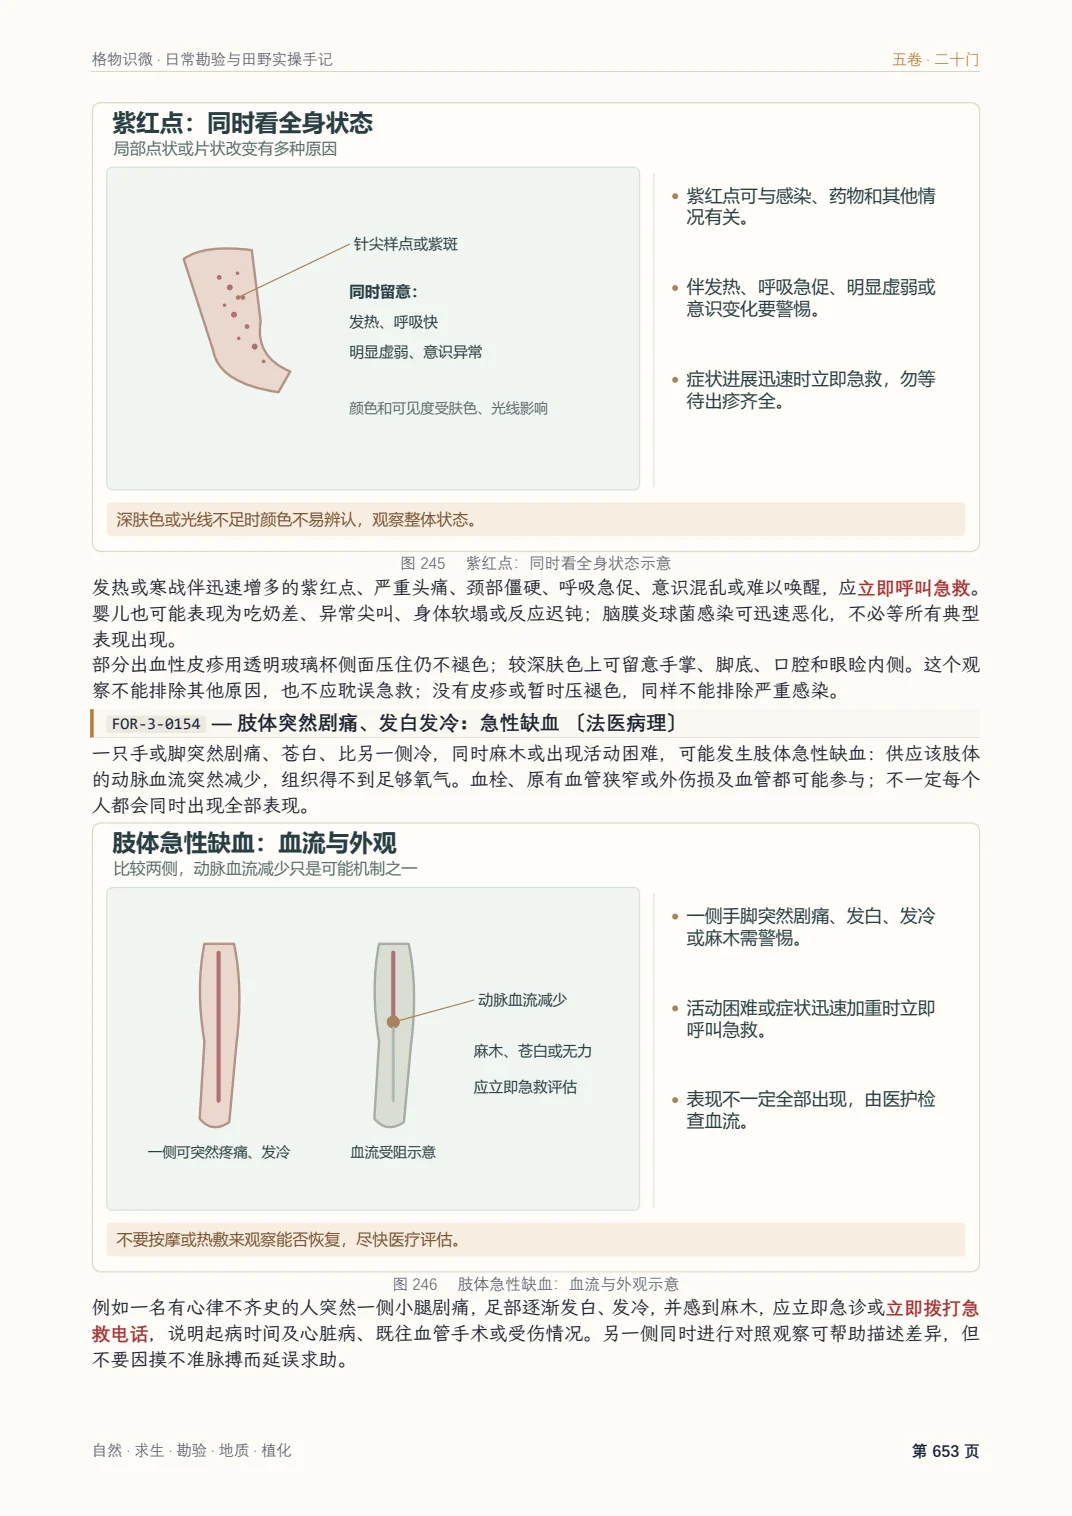 格物识微 · 日常勘验与田野实操手记
五卷 · 二十门
紫红点：同时看全身状态
局部点状或片状改变有多种原因
针尖样点或紫斑
同时留意：
发热、呼吸快
明显虚弱、意识异常
颜色和可见度受肤色、光线影响
• 紫红点可与感染、药物和其他情
况有关。
• 伴发热、呼吸急促、明显虚弱或
意识变化要警惕。
• 症状进展迅速时立即急救，勿等
待出疹齐全。
深肤色或光线不足时颜色不易辨认，观察整体状态。
图 245 紫红点：同时看全身状态示意
发热或寒战伴迅速增多的紫红点、严重头痛、颈部僵硬、呼吸急促、意识混乱或难以唤醒，应立即呼叫急救。
婴儿也可能表现为吃奶差、异常尖叫、身体软塌或反应迟钝；脑膜炎球菌感染可迅速恶化，不必等所有典型
表现出现。
部分出血性皮疹用透明玻璃杯侧面压住仍不褪色；较深肤色上可留意手掌、脚底、口腔和眼睑内侧。这个观
察不能排除其他原因，也不应耽误急救；没有皮疹或暂时压褪色，同样不能排除严重感染。
FOR-3-0154 — 肢体突然剧痛、发白发冷：急性缺血 〔法医病理〕
一只手或脚突然剧痛、苍白、比另一侧冷，同时麻木或出现活动困难，可能发生肢体急性缺血：供应该肢体
的动脉血流突然减少，组织得不到足够氧气。血栓、原有血管狭窄或外伤损及血管都可能参与；不一定每个
人都会同时出现全部表现。
肢体急性缺血：血流与外观
比较两侧，动脉血流减少只是可能机制之一
动脉血流减少
麻木、苍白或无力
应立即急救评估
一侧可突然疼痛、发冷
血流受阻示意
• 一侧手脚突然剧痛、发白、发冷
或麻木需警惕。
• 活动困难或症状迅速加重时立即
呼叫急救。
• 表现不一定全部出现，由医护检
查血流。
不要按摩或热敷来观察能否恢复，尽快医疗评估。
图 246 肢体急性缺血：血流与外观示意
例如一名有心律不齐史的人突然一侧小腿剧痛，足部逐渐发白、发冷，并感到麻木，应立即急诊或立即拨打急
救电话，说明起病时间及心脏病、既往血管手术或受伤情况。另一侧同时进行对照观察可帮助描述差异，但
不要因摸不准脉搏而延误求助。
自然 · 求生 · 勘验 · 地质 · 植化
第 653 页